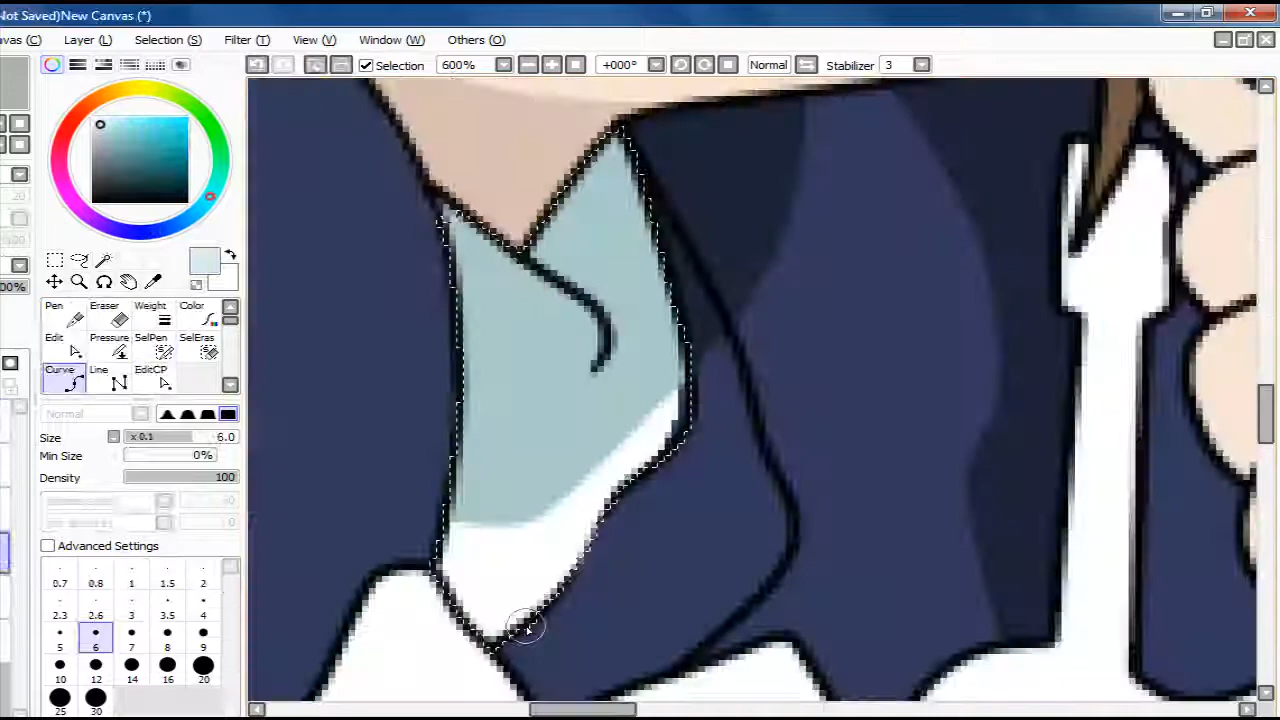 Not Saved)New Canvas (*)
vas (C) Layer (L) Selection (S) Filter (T) View (V) Window (W) Others (O)
Selection 600% +000° Normal Stabilizer 3
20
00%
Pen Eraser Weight Color
Edit Pressure SelPen SelEras
Curve Line EditCP
Normal
Size x 0.1 6.0
Min Size 0%
Density 100
Advanced Settings
0.7 0.8 1 1.5 2
2.3 2.6 3 3.5 4
5 6 7 8 9
10 12 14 16 20
25 30